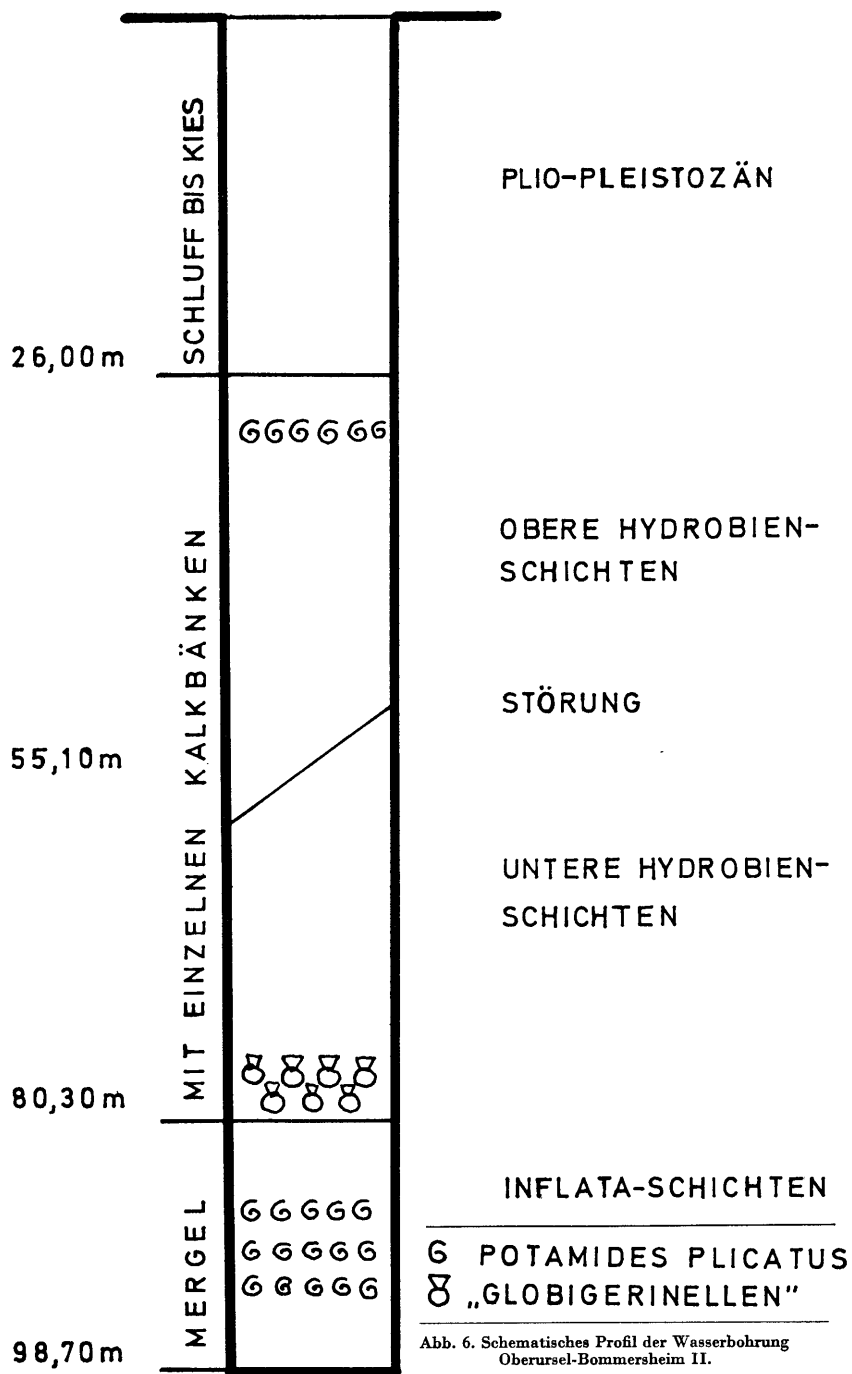 SCHLUFF BIS KIES
PLIO-PLEISTOZÄN
26,00m
MERGEL MIT EINZELNEN KALKBÄNKEN
OBERE HYDROBIEN-
SCHICHTEN
STÖRUNG
55,10m
UNTERE HYDROBIEN-
SCHICHTEN
80,30m
INFLATA-SCHICHTEN
POTAMIDES PLICATUS
„GLOBIGERINELLEN”
98,70m
Abb. 6. Schematisches Profil der Wasserbohrung
Oberursel-Bommersheim II.